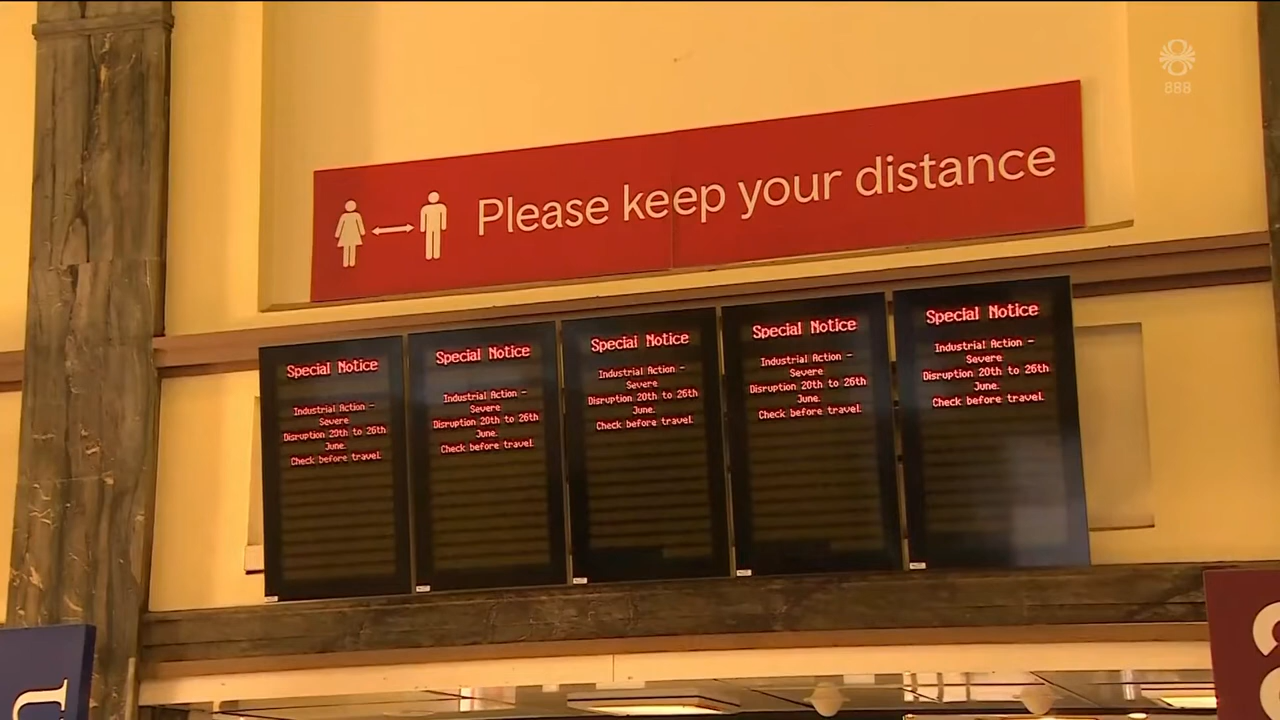 888
Please keep your distance
Special Notice
Industrial Action -
Severe
Disruption 20th to 26th
June.
Check before travel.
Special Notice
Industrial Action -
Severe
Disruption 20th to 26th
June.
Check before travel.
Special Notice
Industrial Action -
Severe
Disruption 20th to 26th
June.
Check before travel.
Special Notice
Industrial Action -
Severe
Disruption 20th to 26th
June.
Check before travel.
Special Notice
Industrial Action -
Severe
Disruption 20th to 26th
June.
Check before travel.